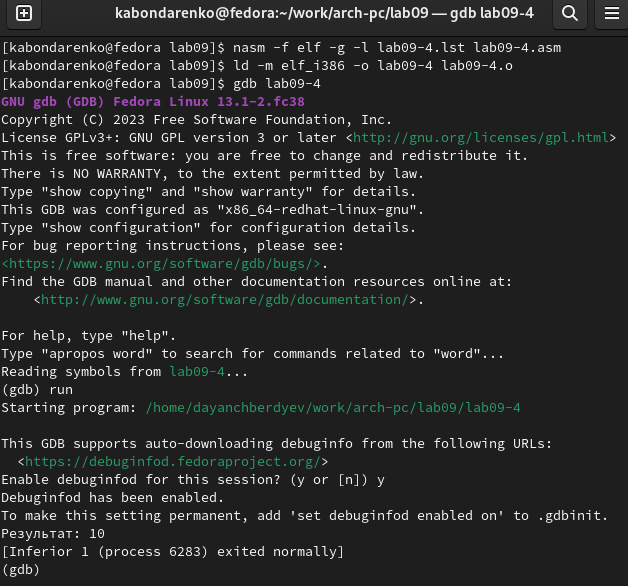 kabondarenko@fedora:~/work/arch-pc/lab09 — gdb lab09-4
[kabondarenko@fedora lab09]$ nasm -f elf -g -l lab09-4.lst lab09-4.asm
[kabondarenko@fedora lab09]$ ld -m elf_i386 -o lab09-4 lab09-4.o
[kabondarenko@fedora lab09]$ gdb lab09-4
GNU gdb (GDB) Fedora Linux 13.1-2.fc38
Copyright (C) 2023 Free Software Foundation, Inc.
License GPLv3+: GNU GPL version 3 or later <http://gnu.org/licenses/gpl.html>
This is free software: you are free to change and redistribute it.
There is NO WARRANTY, to the extent permitted by law.
Type "show copying" and "show warranty" for details.
This GDB was configured as "x86_64-redhat-linux-gnu".
Type "show configuration" for configuration details.
For bug reporting instructions, please see:
<https://www.gnu.org/software/gdb/bugs/>.
Find the GDB manual and other documentation resources online at:
    <http://www.gnu.org/software/gdb/documentation/>.

For help, type "help".
Type "apropos word" to search for commands related to "word"...
Reading symbols from lab09-4...
(gdb) run
Starting program: /home/dayanchberdyev/work/arch-pc/lab09/lab09-4

This GDB supports auto-downloading debuginfo from the following URLs:
  <https://debuginfod.fedoraproject.org/>
Enable debuginfod for this session? (y or [n]) y
Debuginfod has been enabled.
To make this setting permanent, add 'set debuginfod enabled on' to .gdbinit.
Результат: 10
[Inferior 1 (process 6283) exited normally]
(gdb)